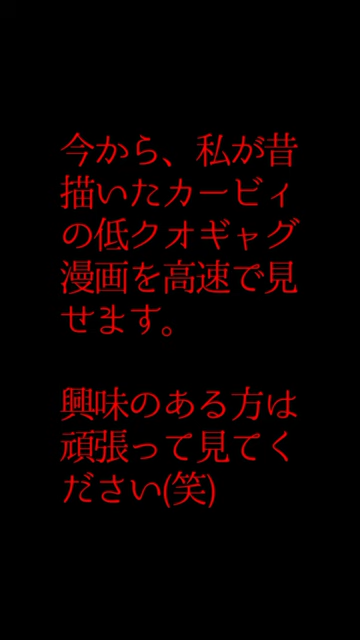 今から、私が昔
描いたカービィ
の低クオギャグ
漫画を高速で見
せます。
興味のある方は
頑張って見てく
ださい(笑)